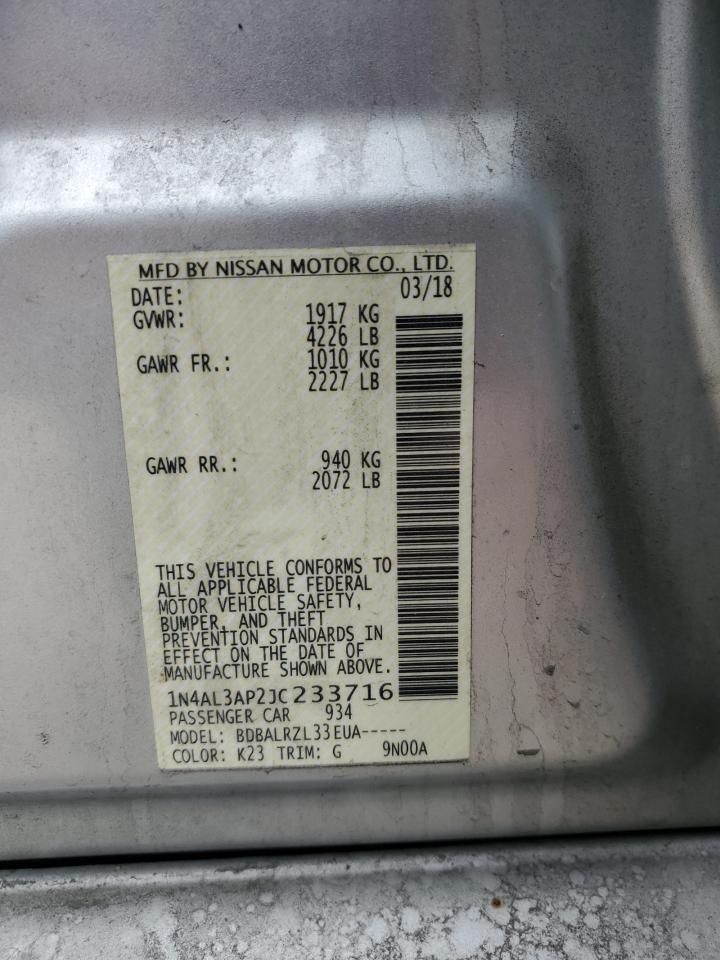 MFD BY NISSAN MOTOR CO., LTD.
DATE: 03/18
GVWR: 1917 KG
4226 LB
GAWR FR.: 1010 KG
2227 LB
GAWR RR.: 940 KG
2072 LB
THIS VEHICLE CONFORMS TO
ALL APPLICABLE FEDERAL
MOTOR VEHICLE SAFETY,
BUMPER, AND THEFT
PREVENTION STANDARDS IN
EFFECT ON THE DATE OF
MANUFACTURE SHOWN ABOVE.
1N4AL3AP2JC233716
PASSENGER CAR 934
MODEL: BDBALRZL33EUA-----
COLOR: K23 TRIM: G 9N00A